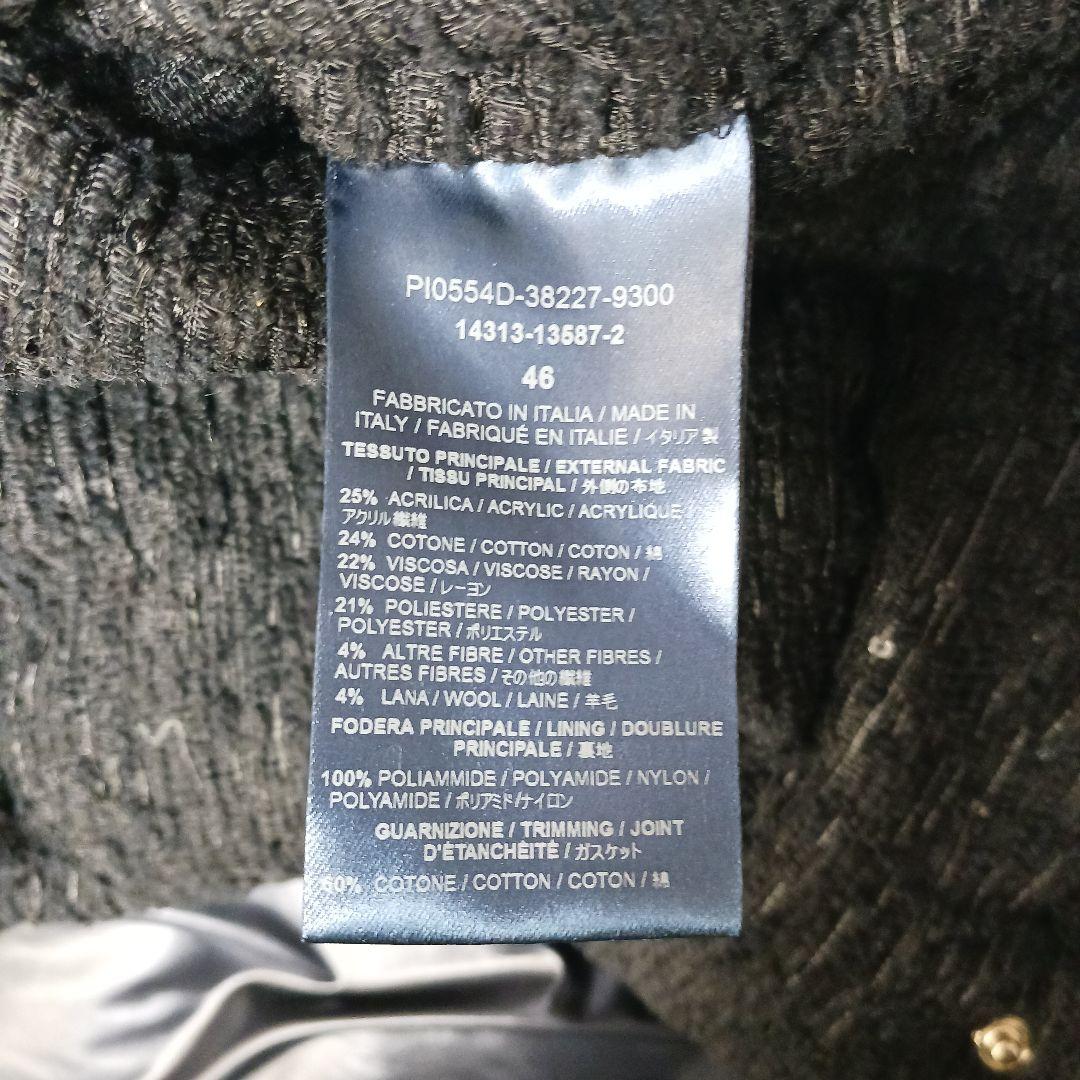 PI0554D-38227-9300
14313-13587-2
46
FABBRICATO IN ITALIA / MADE IN
ITALY / FABRIQUÉ EN ITALIE / イタリア製
TESSUTO PRINCIPALE / EXTERNAL FABRIC
/ TISSU PRINCIPAL / 外側の布地
25% ACRILICA / ACRYLIC / ACRYLIQUE /
アクリル繊維
24% COTONE / COTTON / COTON / 綿
22% VISCOSA / VISCOSE / RAYON /
VISCOSE / レーヨン
21% POLIESTERE / POLYESTER /
POLYESTER / ポリエステル
4% ALTRE FIBRE / OTHER FIBRES /
AUTRES FIBRES / その他の繊維
4% LANA / WOOL / LAINE / 羊毛
FODERA PRINCIPALE / LINING / DOUBLURE
PRINCIPALE / 裏地
100% POLIAMMIDE / POLYAMIDE / NYLON /
POLYAMIDE / ポリアミド/ナイロン
GUARNIZIONE / TRIMMING / JOINT
D'ÉTANCHÉITÉ / ガスケット
60% COTONE / COTTON / COTON / 綿